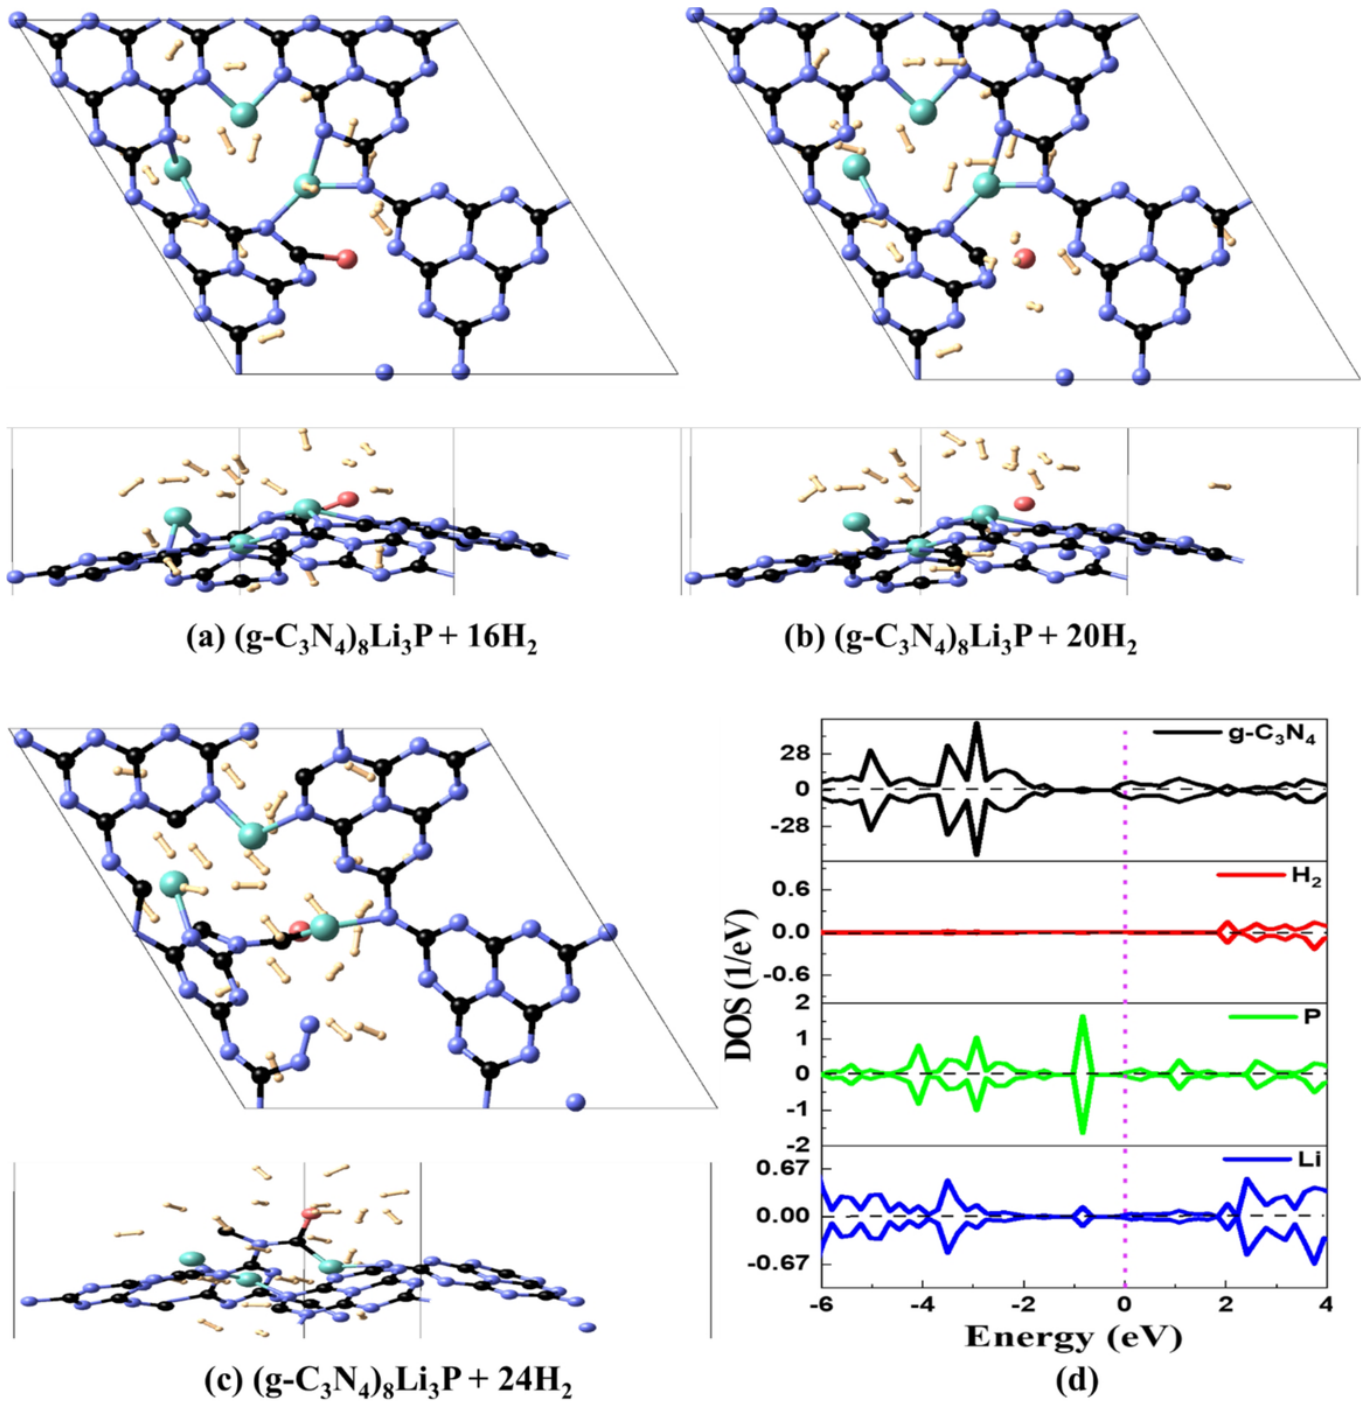 (a) (g-C₃N₄)₈Li₃P + 16H₂
(b) (g-C₃N₄)₈Li₃P + 20H₂
g-C₃N₄
28
0
-28
H₂
0.6
0.0
-0.6
P
2
1
0
-1
-2
Li
0.67
0.00
-0.67
-6 -4 -2 0 2 4
DOS (1/eV)
Energy (eV)
(c) (g-C₃N₄)₈Li₃P + 24H₂
(d)